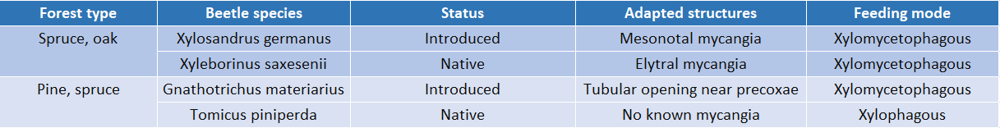 Forest type Beetle species Status Adapted structures Feeding mode
Spruce, oak Xylosandrus germanus Introduced Mesonotal mycangia Xylomycetophagous
Xyleborinus saxesenii Native Elytral mycangia Xylomycetophagous
Pine, spruce Gnathotrichus materiarius Introduced Tubular opening near precoxae Xylomycetophagous
Tomicus piniperda Native No known mycangia Xylophagous